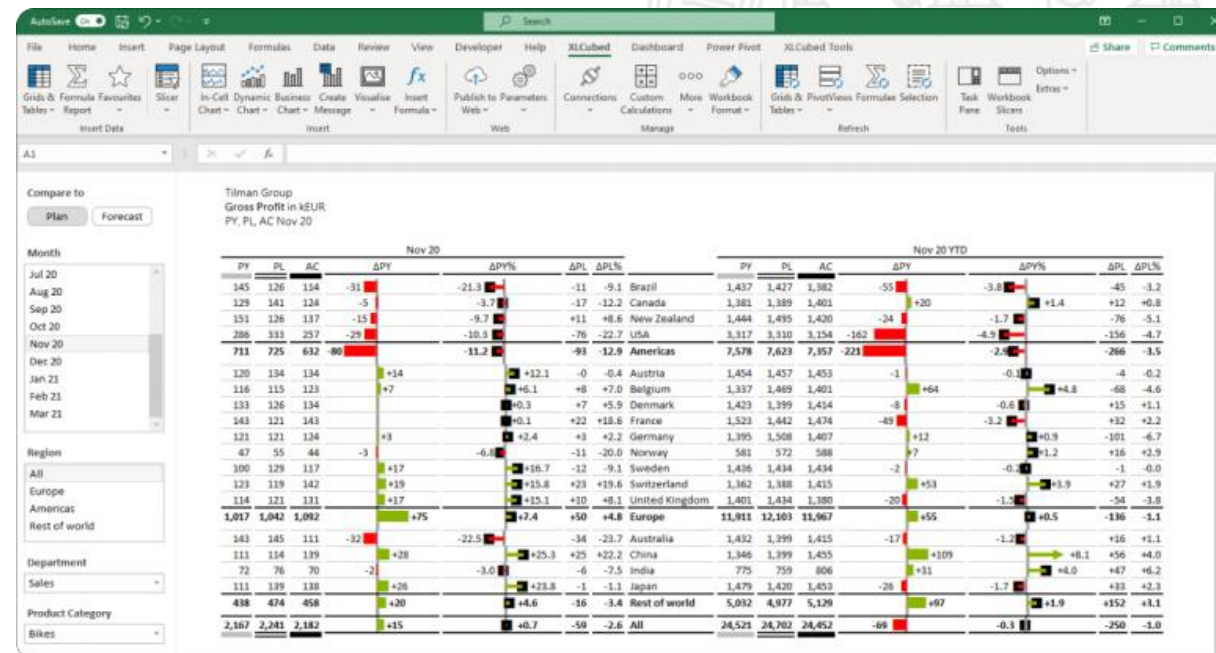 AutoSave On Search
File Home Insert Page Layout Formulas Data Review View Developer Help XLCubed Dashboard Power Pivot XLCubed Tools Share Comments
Grids & Tables Formula Report Favourites Slicer In-Cell Chart Dynamic Chart Business Chart Create Message Visualise Insert Formula Publish to Web Parameters Connections Custom Calculations More Workbook Format Grids & Tables PivotViews Formulae Selection Task Pane Workbook Slicers Options Extras
Insert Data Insert Web Manage Refresh Tools
A1 fx
Compare to
Plan Forecast
Month
Jul 20
Aug 20
Sep 20
Oct 20
Nov 20
Dec 20
Jan 21
Feb 21
Mar 21
Region
All
Europe
Americas
Rest of world
Department
Sales
Product Category
Bikes
Tilman Group
Gross Profit in kEUR
PY, PL, AC Nov 20
Nov 20 Nov 20 YTD
PY PL AC ΔPY ΔPY% ΔPL ΔPL% PY PL AC ΔPY ΔPY% ΔPL ΔPL%
145 126 114 -31 -21.3 -11 -9.1 Brazil 1,437 1,427 1,382 -55 -3.8 -45 -3.2
129 141 124 -5 -3.7 -17 -12.2 Canada 1,381 1,389 1,401 +20 +1.4 +12 +0.8
151 126 137 -15 -9.7 +11 +8.6 New Zealand 1,444 1,495 1,420 -24 -1.7 -76 -5.1
286 333 257 -29 -10.3 -76 -22.7 USA 3,317 3,310 3,154 -162 -4.9 -156 -4.7
711 725 632 -80 -11.2 -93 -12.9 Americas 7,578 7,623 7,357 -221 -2.9 -266 -3.5
120 134 134 +14 +12.1 -0 -0.4 Austria 1,454 1,457 1,453 -1 -0.1 -4 -0.2
116 115 123 +7 +6.1 +8 +7.0 Belgium 1,337 1,469 1,401 +64 +4.8 -68 -4.6
133 126 134 +0.3 +7 +5.9 Denmark 1,423 1,399 1,414 -8 -0.6 +15 +1.1
143 121 143 +0.1 +22 +18.6 France 1,523 1,442 1,474 -49 -3.2 +32 +2.2
121 121 124 +3 +2.4 +3 +2.2 Germany 1,395 1,508 1,407 +12 +0.9 -101 -6.7
47 55 44 -3 -6.8 -11 -20.0 Norway 581 572 588 +7 +1.2 +16 +2.9
100 129 117 +17 +16.7 -12 -9.1 Sweden 1,436 1,434 1,434 -2 -0.2 -1 -0.0
123 119 142 +19 +15.8 +23 +19.6 Switzerland 1,362 1,388 1,415 +53 +3.9 +27 +1.9
114 121 131 +17 +15.1 +10 +8.1 United Kingdom 1,401 1,434 1,380 -20 -1.5 -54 -3.8
1,017 1,042 1,092 +75 +7.4 +50 +4.8 Europe 11,911 12,103 11,967 +55 +0.5 -136 -1.1
143 145 111 -32 -22.5 -34 -23.7 Australia 1,432 1,399 1,415 -17 -1.2 +16 +1.1
111 114 139 +28 +25.3 +25 +22.2 China 1,346 1,399 1,455 +109 +8.1 +56 +4.0
72 76 70 -2 -3.0 -6 -7.5 India 775 759 806 +31 +4.0 +47 +6.2
111 139 138 +26 +23.8 -1 -1.1 Japan 1,479 1,420 1,453 -26 -1.7 +33 +2.3
438 474 458 +20 +4.6 -16 -3.4 Rest of world 5,032 4,977 5,129 +97 +1.9 +152 +3.1
2,167 2,241 2,182 +15 +0.7 -59 -2.6 All 24,521 24,702 24,452 -69 -0.3 -250 -1.0